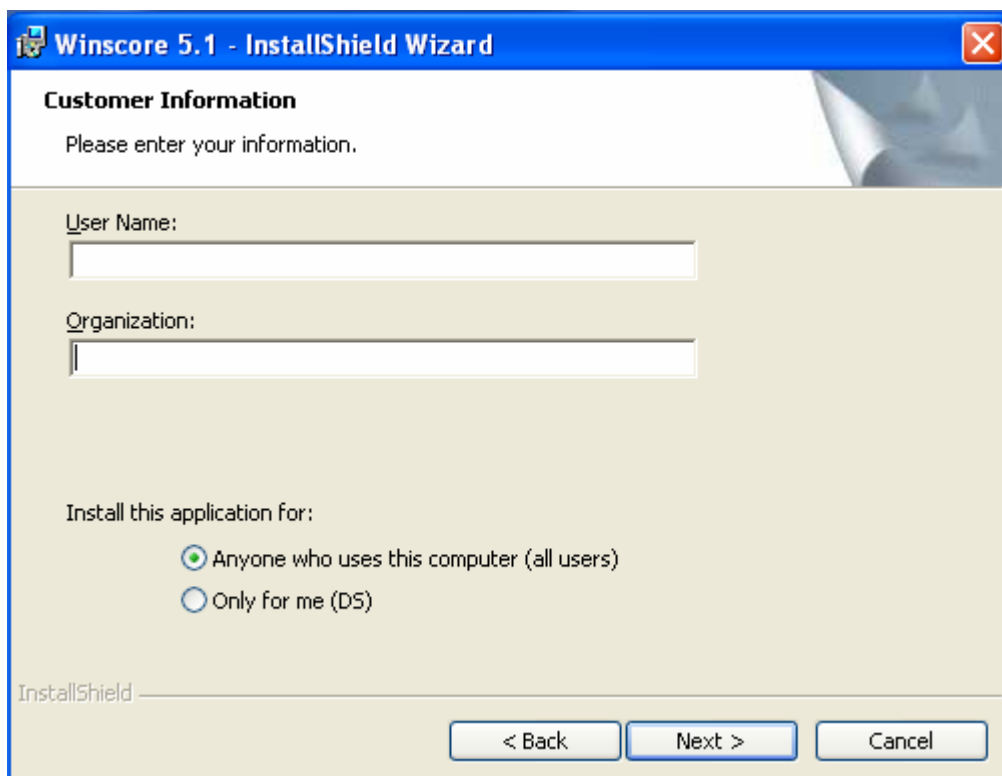 Winscore 5.1 - InstallShield Wizard
Customer Information
Please enter your information.
User Name:
Organization:
Install this application for:
Anyone who uses this computer (all users)
Only for me (DS)
InstallShield
< Back Next > Cancel